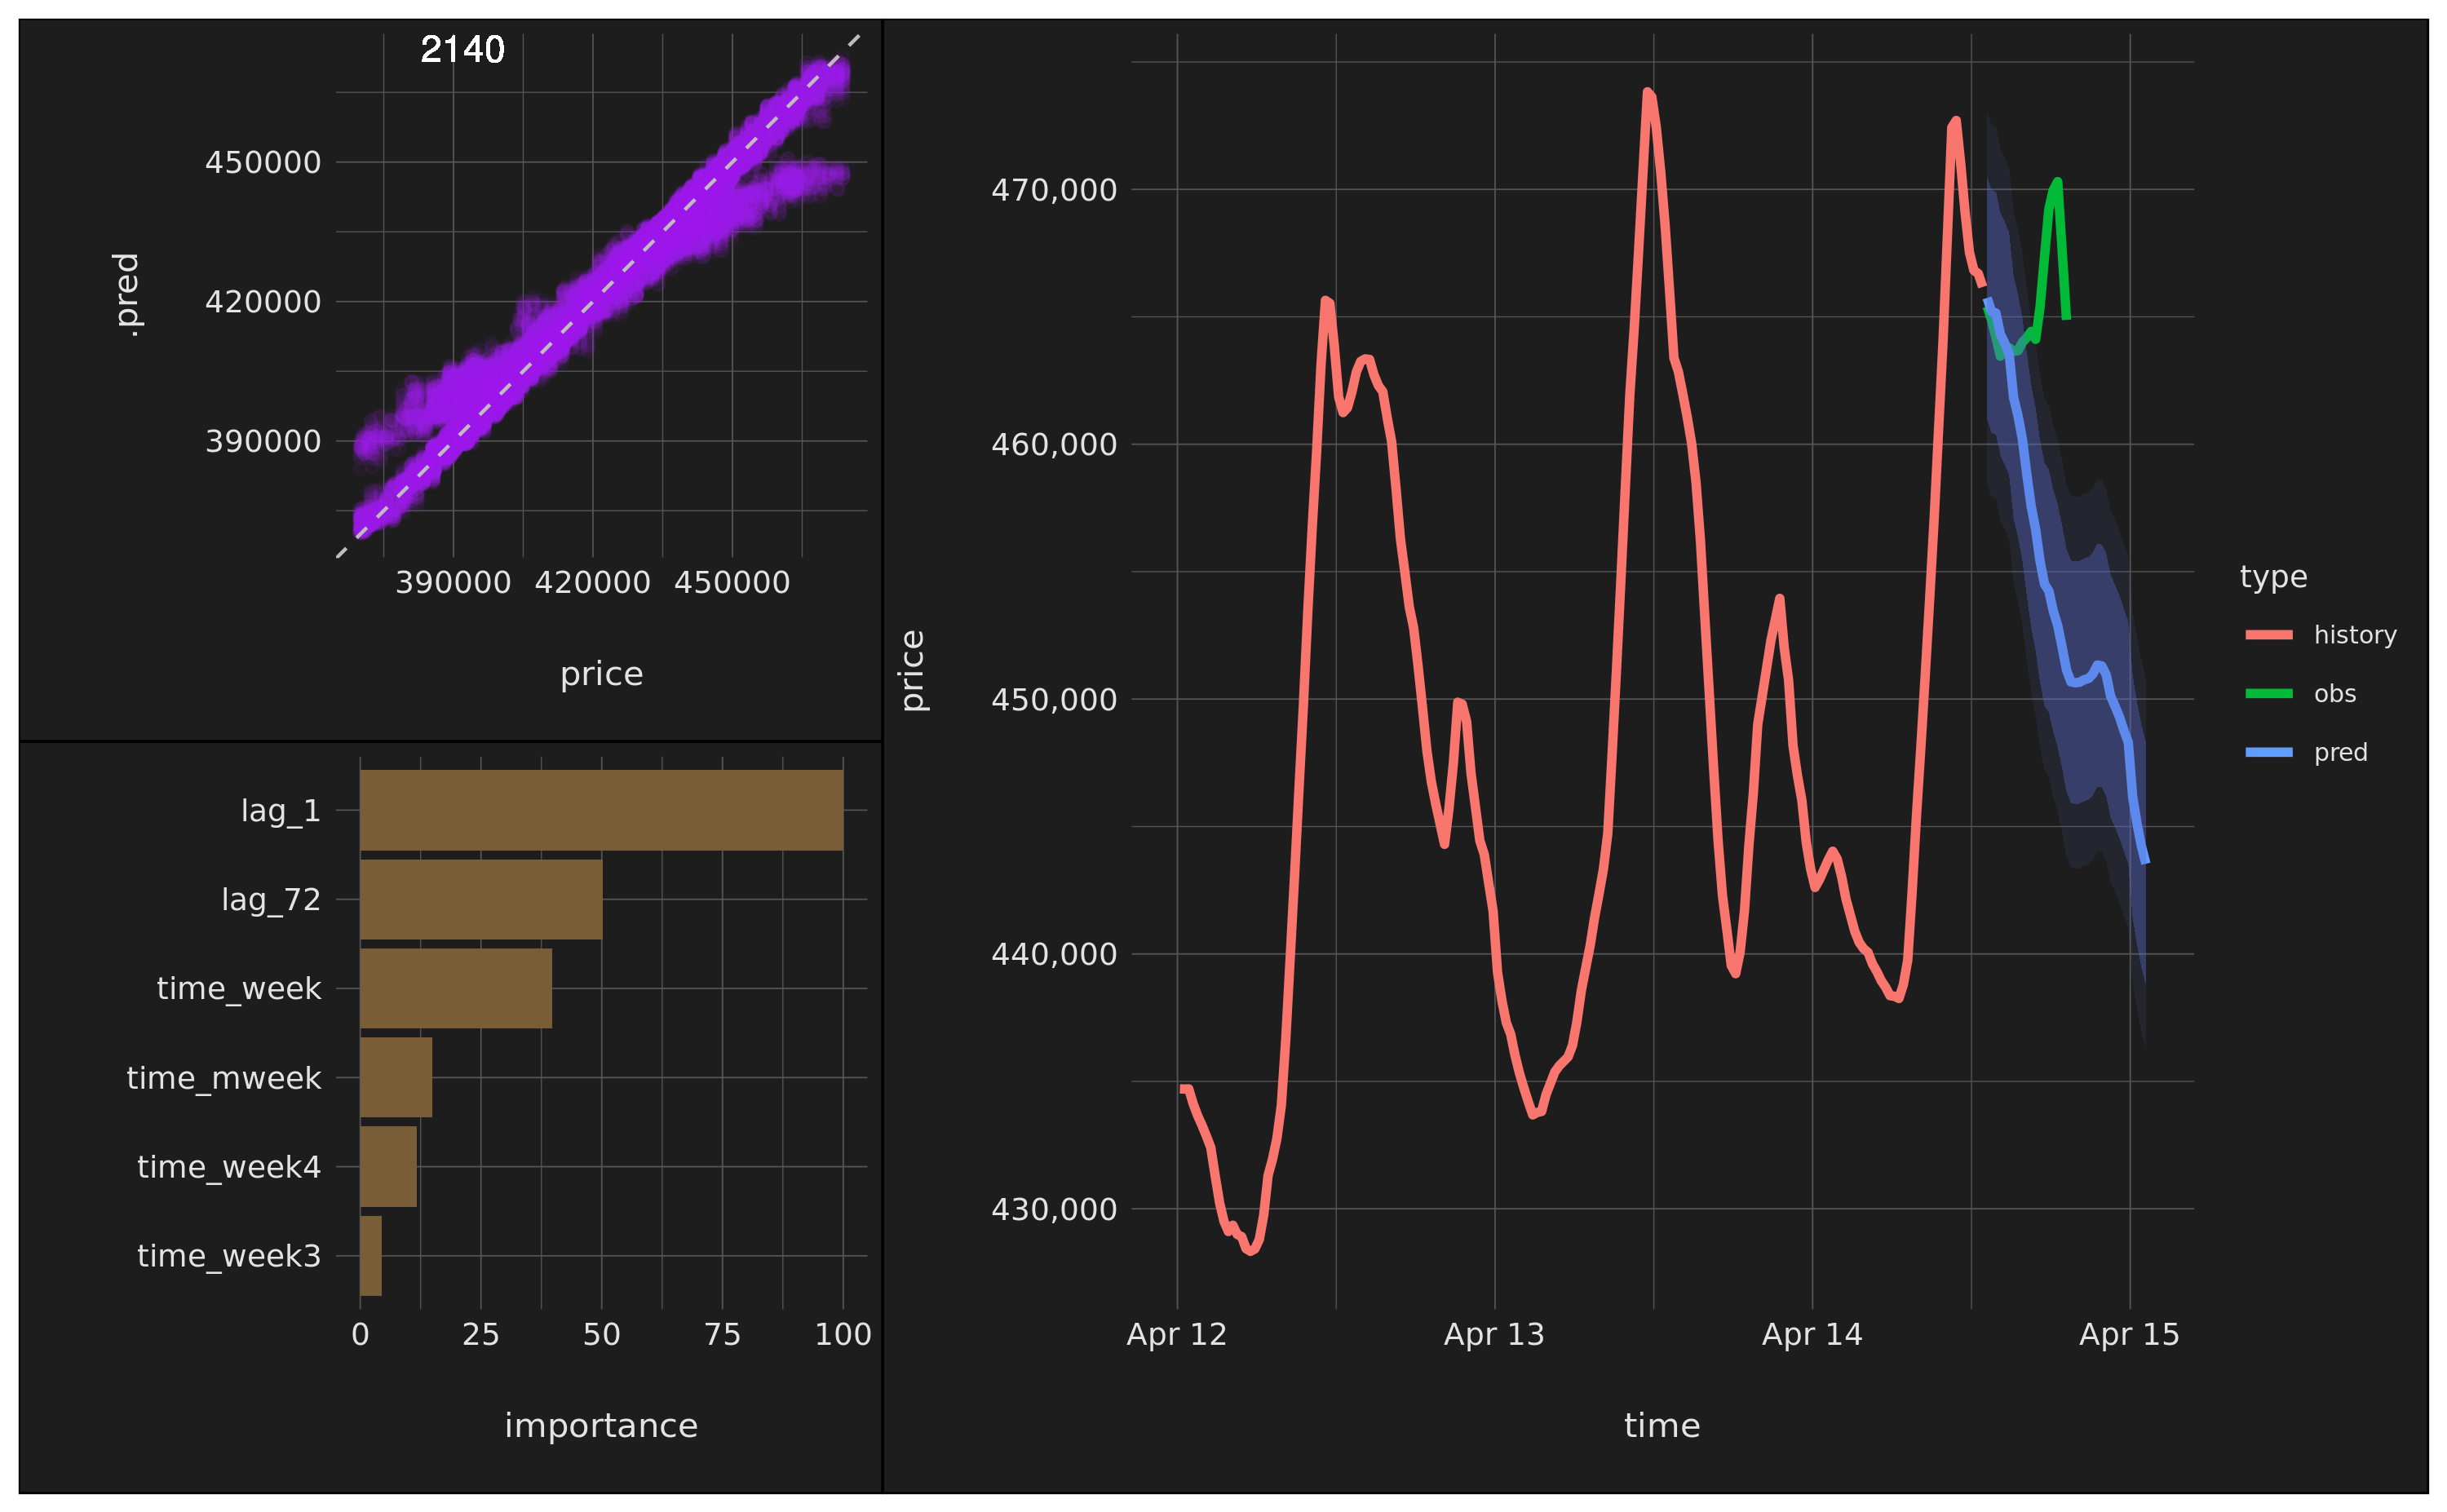 2140
.pred
450000
420000
390000
390000 420000 450000
price
lag_1
lag_72
time_week
time_mweek
time_week4
time_week3
0 25 50 75 100
importance
price
470,000
460,000
450,000
440,000
430,000
Apr 12 Apr 13 Apr 14 Apr 15
time
type
history
obs
pred